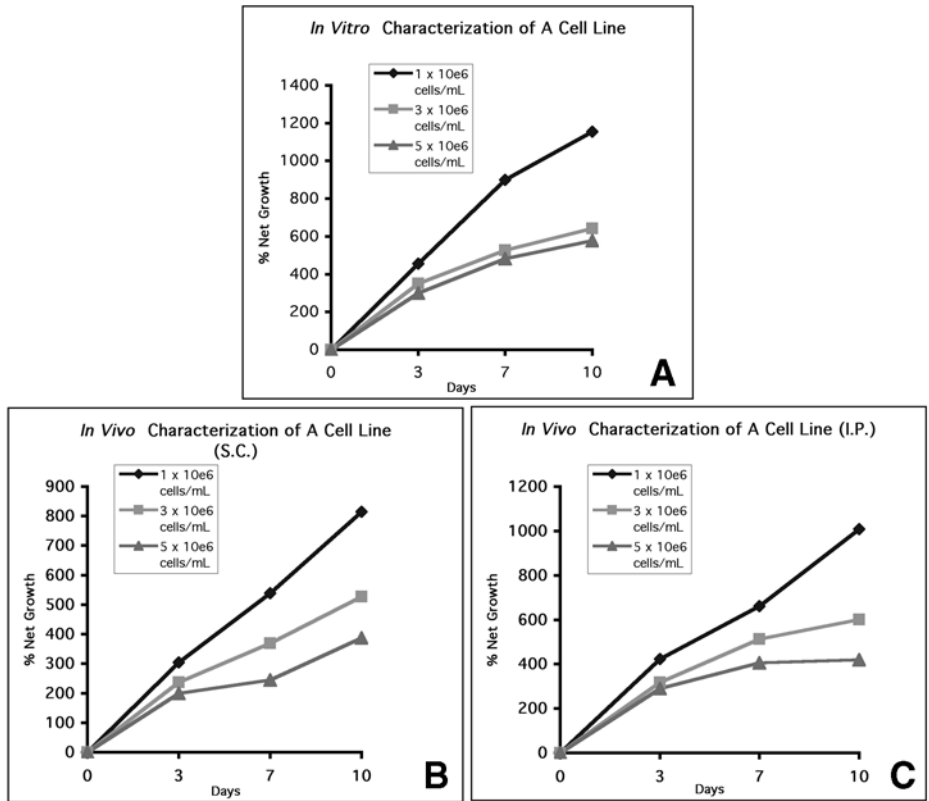 In Vitro Characterization of A Cell Line
1 x 10e6
cells/mL
3 x 10e6
cells/mL
5 x 10e6
cells/mL
% Net Growth
1400
1200
1000
800
600
400
200
0
0 3 7 10
Days
A
In Vivo Characterization of A Cell Line
(S.C.)
1 x 10e6
cells/mL
3 x 10e6
cells/mL
5 x 10e6
cells/mL
% Net Growth
900
800
700
600
500
400
300
200
100
0
0 3 7 10
Days
B
In Vivo Characterization of A Cell Line (I.P.)
1 x 10e6
cells/mL
3 x 10e6
cells/mL
5 x 10e6
cells/mL
% Net Growth
1200
1000
800
600
400
200
0
0 3 7 10
Days
C